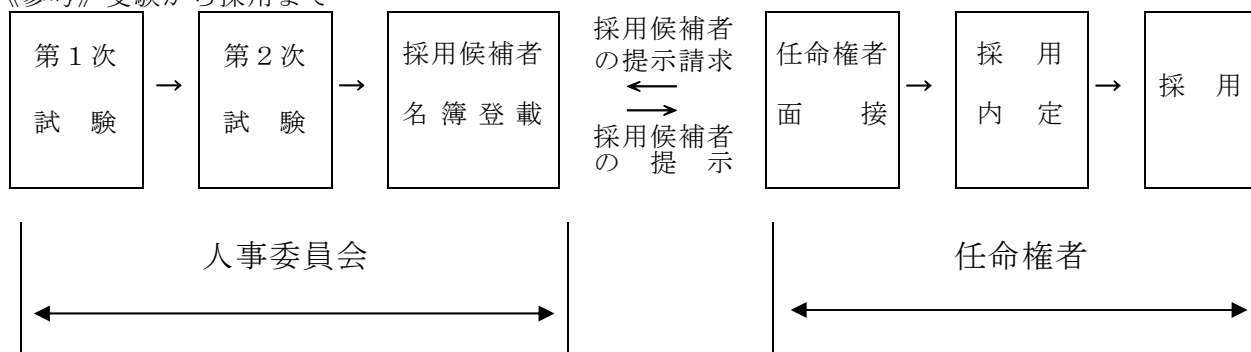 《参考》受験から採用まで
第1次
試　験
→
第2次
試　験
→
採用候補者
名簿登載
採用候補者
の提示請求
←
→
採用候補者
の　提　示
任命権者
面　　接
→
採　用
内　定
→
採　用
人事委員会
任命権者